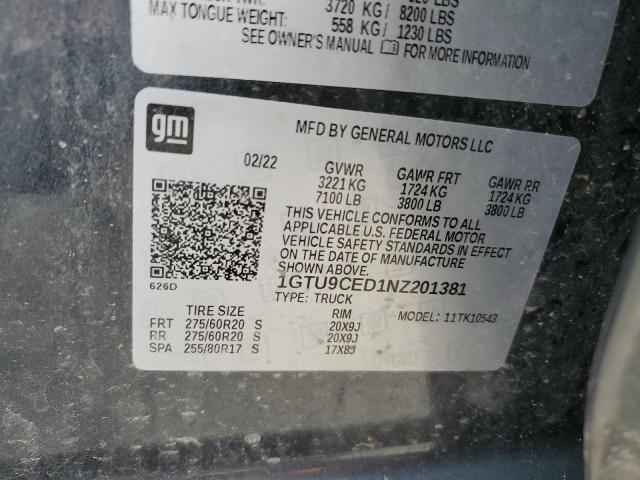 3720 KG/ 8200 LBS
MAX TONGUE WEIGHT: 558 KG/ 1230 LBS
SEE OWNER'S MANUAL FOR MORE INFORMATION
gm
MFD BY GENERAL MOTORS LLC
02/22 GVWR GAWR FRT GAWR RR
3221 KG 1724 KG 1724 KG
7100 LB 3800 LB 3800 LB
THIS VEHICLE CONFORMS TO ALL
APPLICABLE U.S. FEDERAL MOTOR
VEHICLE SAFETY STANDARDS IN EFFECT
ON THE DATE OF MANUFACTURE
SHOWN ABOVE.
626D 1GTU9CED1NZ201381
TYPE: TRUCK MODEL: 11TK10543
TIRE SIZE RIM
FRT 275/60R20 S 20X9J
RR 275/60R20 S 20X9J
SPA 255/80R17 S 17X8J